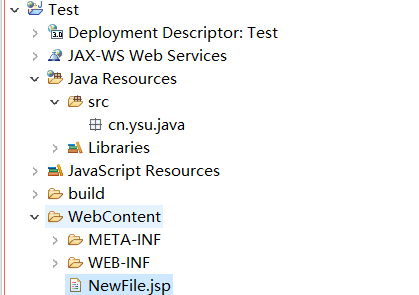 Test
Deployment Descriptor: Test
JAX-WS Web Services
Java Resources
src
cn.ysu.java
Libraries
JavaScript Resources
build
WebContent
META-INF
WEB-INF
NewFile.jsp